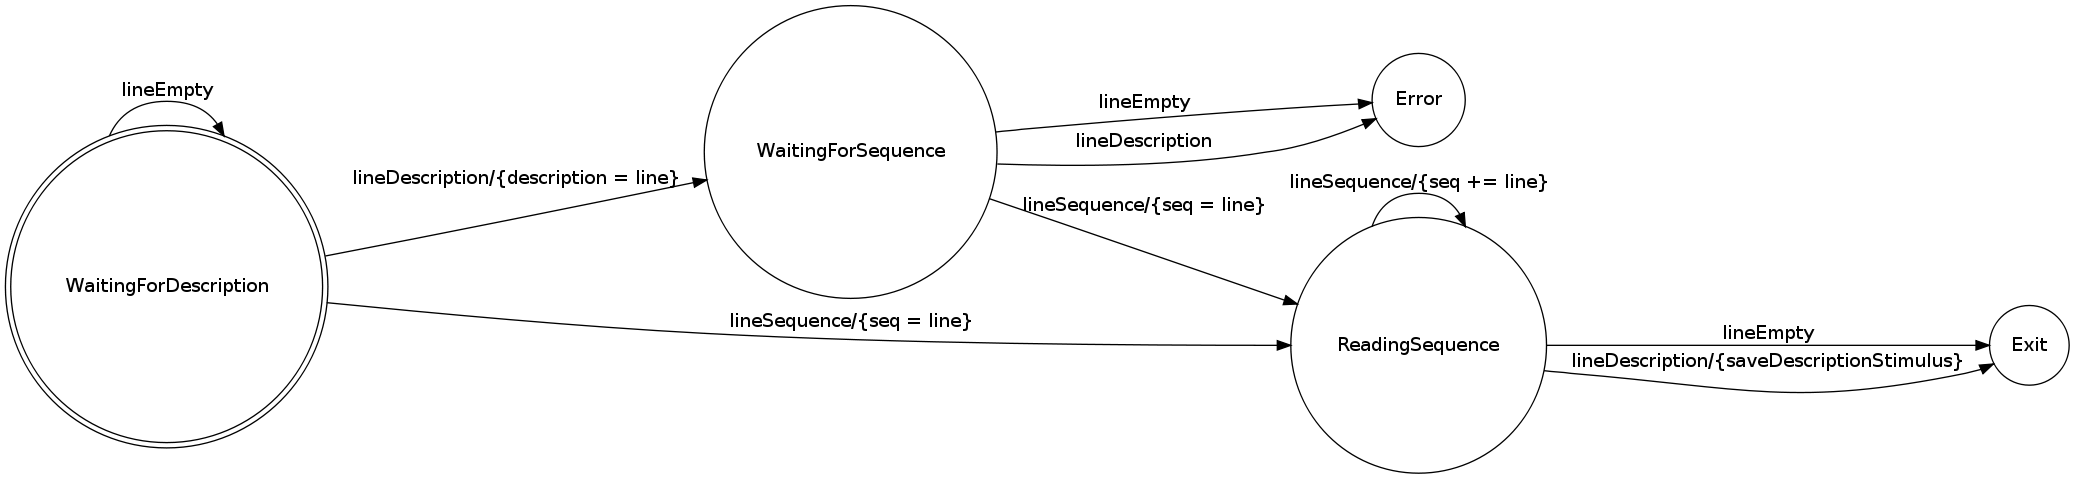 lineEmpty
WaitingForDescription
lineDescription/{description = line}
lineSequence/{seq = line}
WaitingForSequence
lineEmpty
lineDescription
lineSequence/{seq = line}
Error
lineSequence/{seq += line}
ReadingSequence
lineEmpty
lineDescription/{saveDescriptionStimulus}
Exit